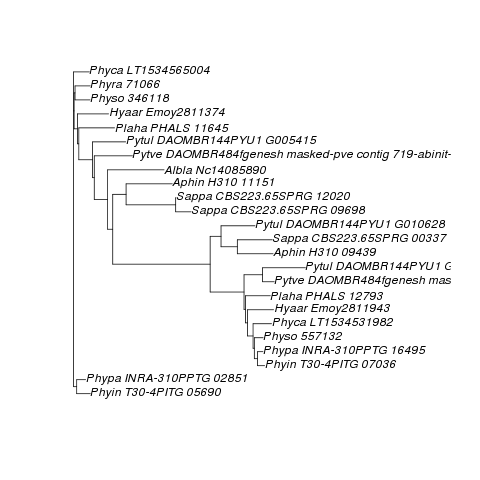 Phyca LT1534565004
Phyra 71066
Physo 346118
Hyaar Emoy2811374
Plaha PHALS 11645
Pytul DAOMBR144PYU1 G005415
Pytve DAOMBR484fgenesh masked-pve contig 719-abinit-
Albla Nc14085890
Aphin H310 11151
Sappa CBS223.65SPRG 12020
Sappa CBS223.65SPRG 09698
Pytul DAOMBR144PYU1 G010628
Sappa CBS223.65SPRG 00337
Aphin H310 09439
Pytul DAOMBR144PYU1 G
Pytve DAOMBR484fgenesh mas
Plaha PHALS 12793
Hyaar Emoy2811943
Phyca LT1534531982
Physo 557132
Phypa INRA-310PPTG 16495
Phyin T30-4PITG 07036
Phypa INRA-310PPTG 02851
Phyin T30-4PITG 05690